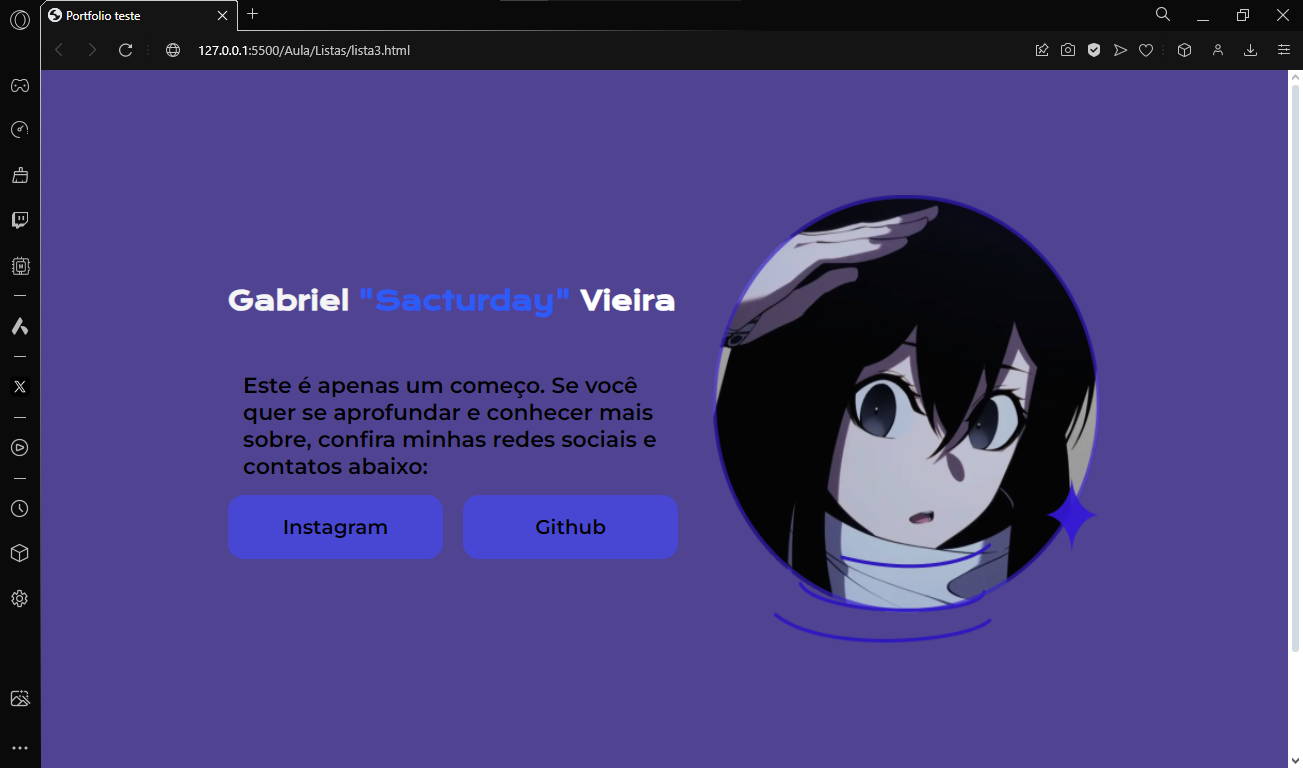 Portfolio teste
127.0.0.1:5500/Aula/Listas/lista3.html
Gabriel "Sacturday" Vieira
Este é apenas um começo. Se você
quer se aprofundar e conhecer mais
sobre, confira minhas redes sociais e
contatos abaixo:
Instagram
Github